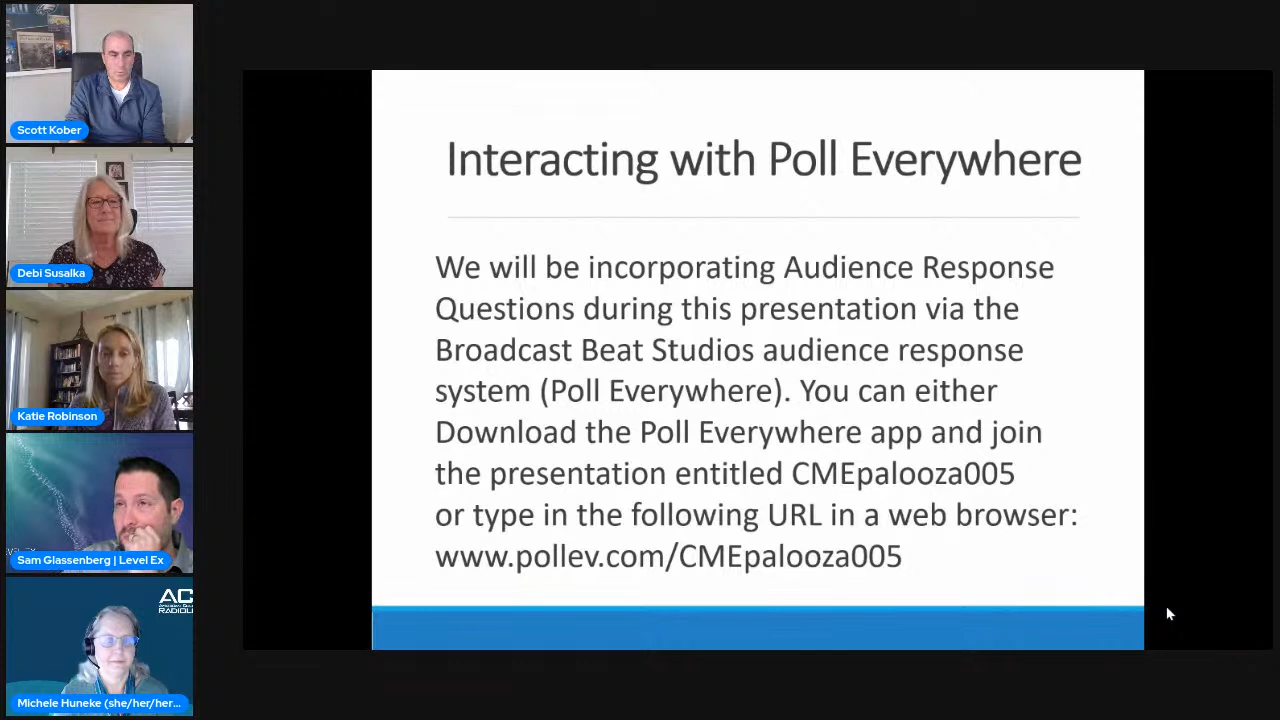 Scott Kober
Debi Susalka
Katie Robinson
Sam Glassenberg | Level Ex
AC
RADIOL
Michele Huneke (she/her/her...
Interacting with Poll Everywhere
We will be incorporating Audience Response
Questions during this presentation via the
Broadcast Beat Studios audience response
system (Poll Everywhere). You can either
Download the Poll Everywhere app and join
the presentation entitled CMEpalooza005
or type in the following URL in a web browser:
www.pollev.com/CMEpalooza005